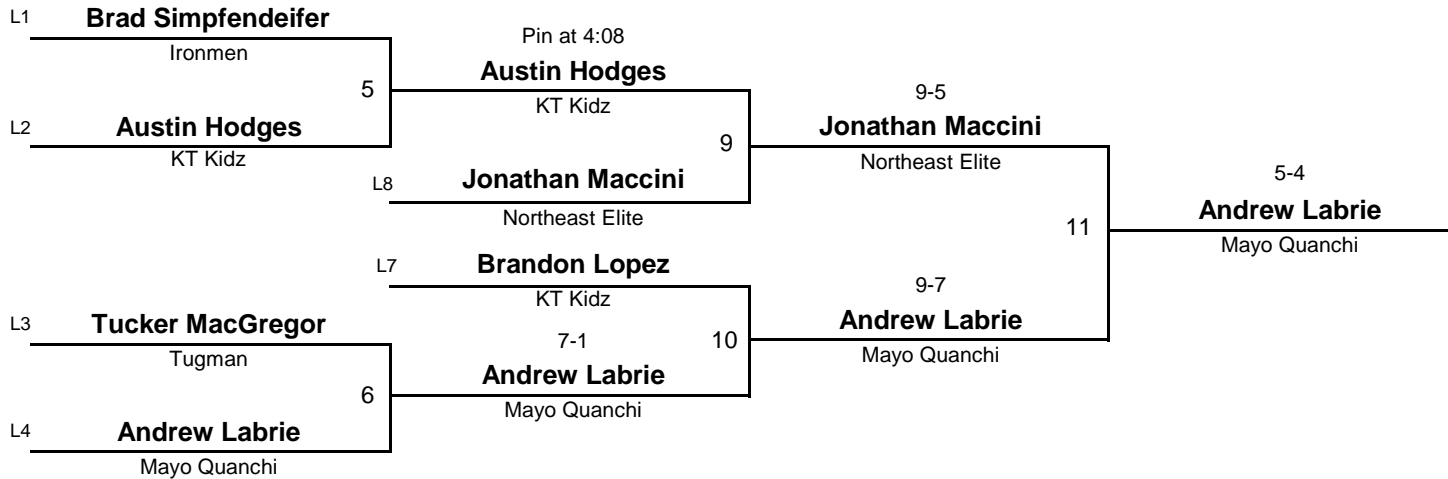 L1
Brad Simpfendeifer
Ironmen
Pin at 4:08
5
Austin Hodges
KT Kidz
9-5
L2
Austin Hodges
KT Kidz
9
Jonathan Maccini
Northeast Elite
L8
Jonathan Maccini
Northeast Elite
5-4
Andrew Labrie
Mayo Quanchi
11
L7
Brandon Lopez
KT Kidz
9-7
Andrew Labrie
Mayo Quanchi
L3
Tucker MacGregor
Tugman
7-1
10
6
Andrew Labrie
Mayo Quanchi
L4
Andrew Labrie
Mayo Quanchi